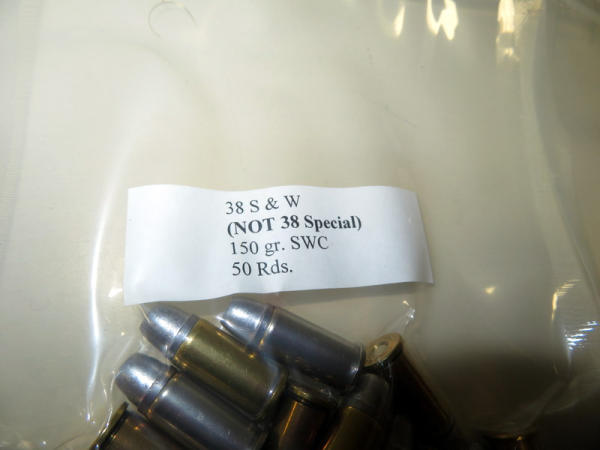 38 S & W
(NOT 38 Special)
150 gr. SWC
50 Rds.